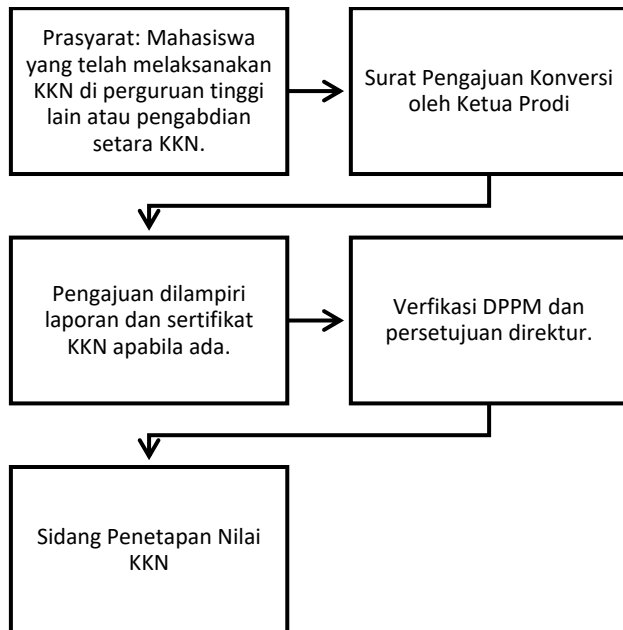 Prasyarat: Mahasiswa
yang telah melaksanakan
KKN di perguruan tinggi
lain atau pengabdian
setara KKN.
Surat Pengajuan Konversi
oleh Ketua Prodi
Pengajuan dilampiri
laporan dan sertifikat
KKN apabila ada.
Verfikasi DPPM dan
persetujuan direktur.
Sidang Penetapan Nilai
KKN